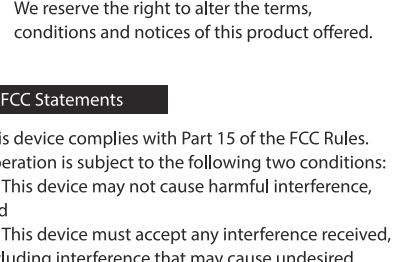 We reserve the right to alter the terms,
conditions and notices of this product offered.
FCC Statements
is device complies with Part 15 of the FCC Rules.
peration is subject to the following two conditions:
This device may not cause harmful interference,
d
This device must accept any interference received,
cluding interference that may cause undesired